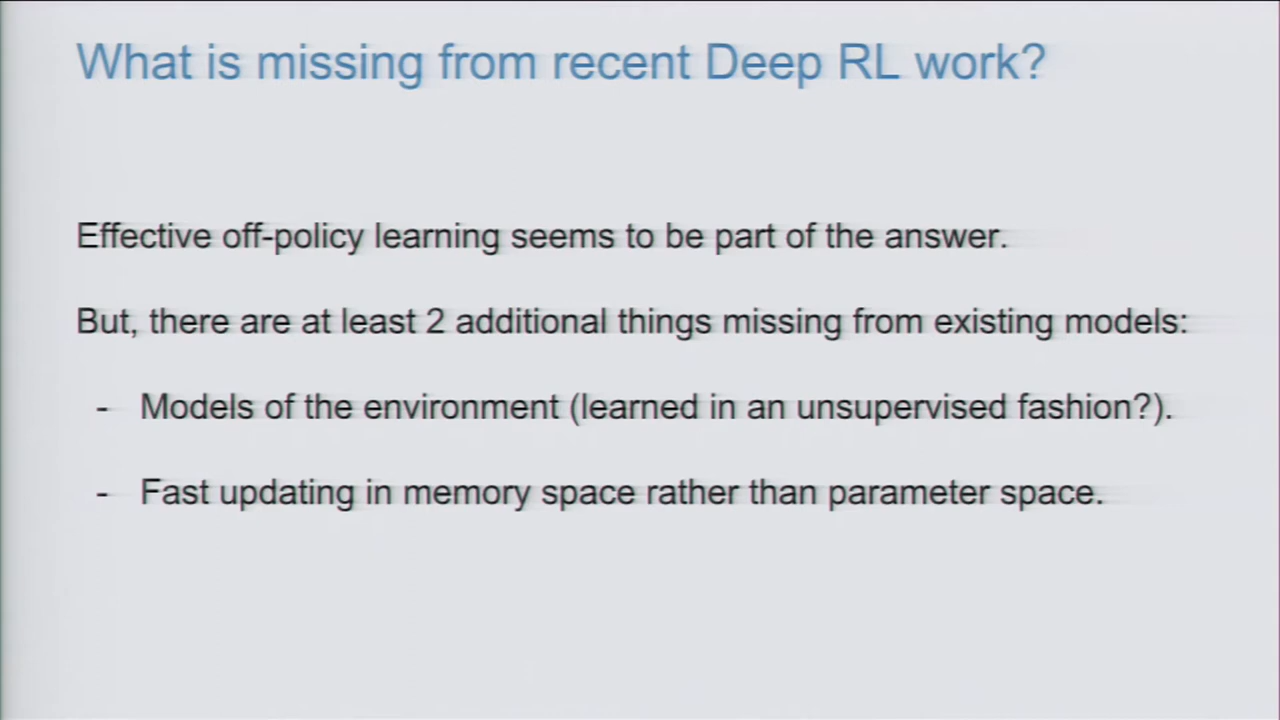 What is missing from recent Deep RL work?
Effective off-policy learning seems to be part of the answer.
But, there are at least 2 additional things missing from existing models:
- Models of the environment (learned in an unsupervised fashion?).
- Fast updating in memory space rather than parameter space.